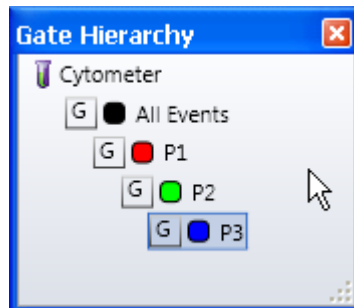 Gate Hierarchy
Cytometer
G All Events
G P1
G P2
G P3